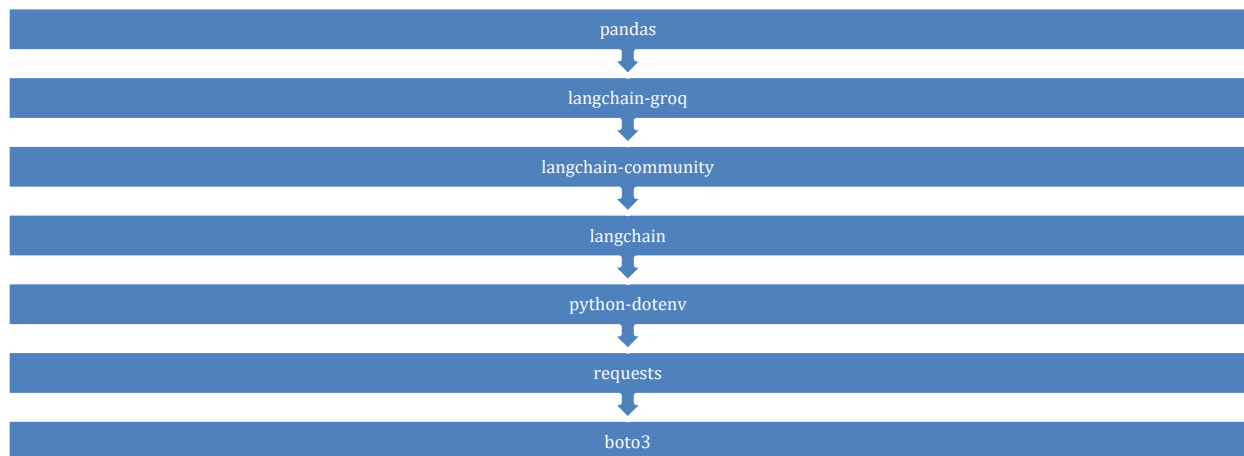 pandas
langchain-groq
langchain-community
langchain
python-dotenv
requests
boto3